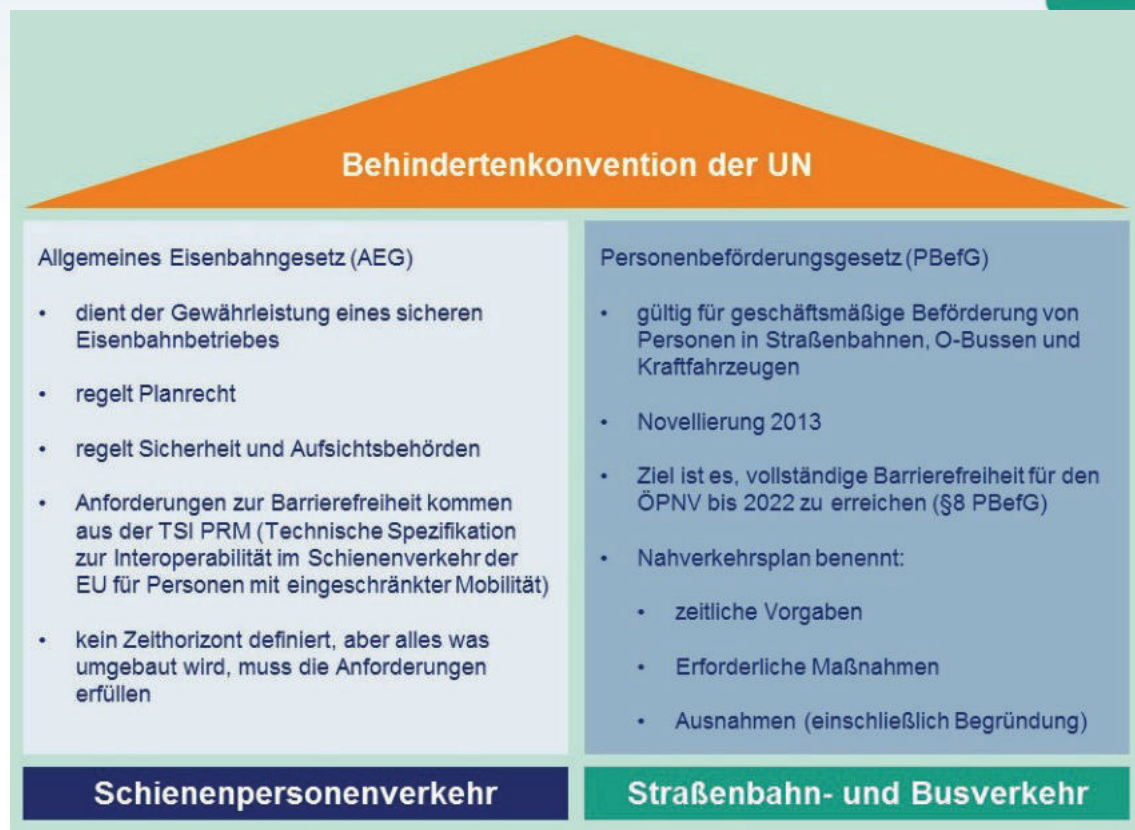 Behindertenkonvention der UN
Allgemeines Eisenbahngesetz (AEG)
• dient der Gewährleistung eines sicheren
Eisenbahnbetriebes
• regelt Planrecht
• regelt Sicherheit und Aufsichtsbehörden
• Anforderungen zur Barrierefreiheit kommen
aus der TSI PRM (Technische Spezifikation
zur Interoperabilität im Schienenverkehr der
EU für Personen mit eingeschränkter Mobilität)
• kein Zeithorizont definiert, aber alles was
umgebaut wird, muss die Anforderungen
erfüllen
Schienenpersonenverkehr
Personenbeförderungsgesetz (PBefG)
• gültig für geschäftsmäßige Beförderung von
Personen in Straßenbahnen, O-Bussen und
Kraftfahrzeugen
• Novellierung 2013
• Ziel ist es, vollständige Barrierefreiheit für den
ÖPNV bis 2022 zu erreichen (§8 PBefG)
• Nahverkehrsplan benennt:
• zeitliche Vorgaben
• Erforderliche Maßnahmen
• Ausnahmen (einschließlich Begründung)
Straßenbahn- und Busverkehr